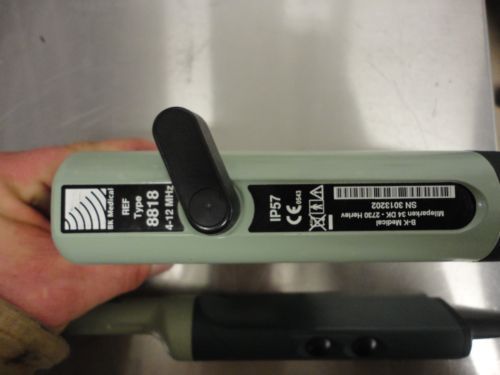 BK Medical
REF
Type
8818
4-12 MHz
IP57
CE 0543
B-K Medical
Mileparken 34 DK - 2730 Herlev
SN 3013202